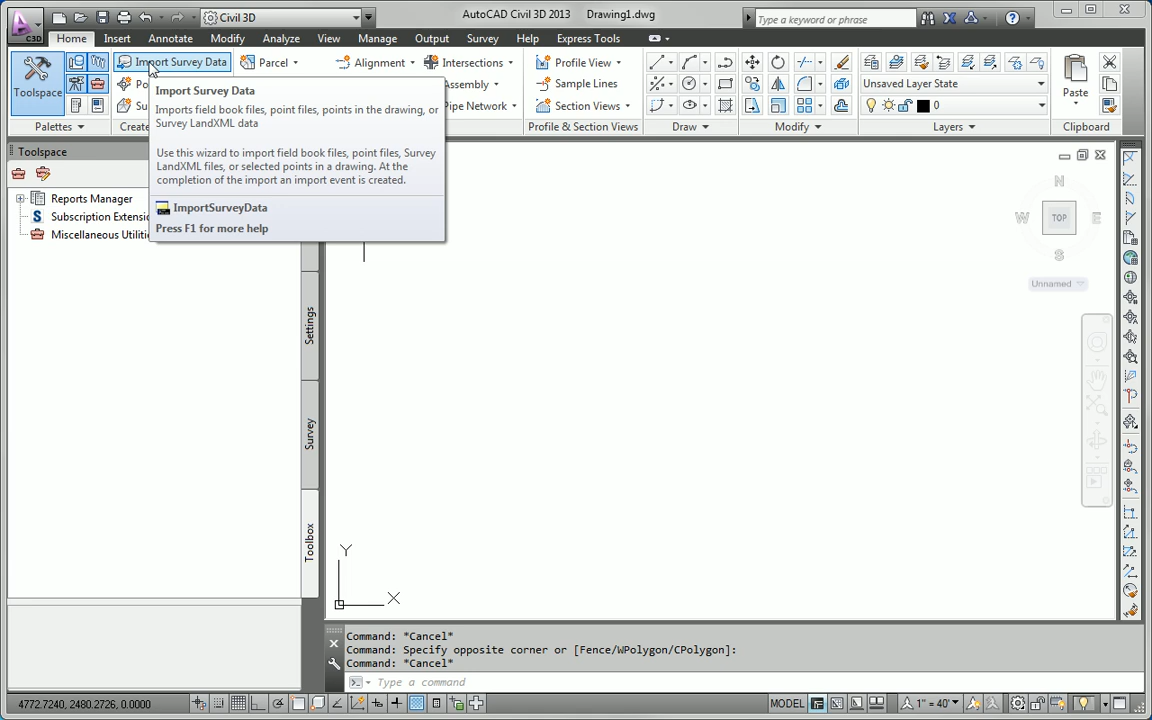 Civil 3D
AutoCAD Civil 3D 2013 Drawing1.dwg
Type a keyword or phrase
C3D
Home Insert Annotate Modify Analyze View Manage Output Survey Help Express Tools
Toolspace
Import Survey Data
Parcel
Alignment
Intersections
Profile View
Assembly
Sample Lines
Pipe Network
Section Views
Unsaved Layer State
0
Paste
Palettes
Profile & Section Views
Draw
Modify
Layers
Clipboard
Import Survey Data
Imports field book files, point files, points in the drawing, or
Survey LandXML data
Use this wizard to import field book files, point files, Survey
LandXML files, or selected points in a drawing. At the
completion of the import an import event is created.
ImportSurveyData
Press F1 for more help
Toolspace
Reports Manager
Subscription Extensio
Miscellaneous Utilitie
Settings
Survey
Toolbox
N
W TOP E
S
Unnamed
Y
X
Command: *Cancel*
Command: Specify opposite corner or [Fence/WPolygon/CPolygon]:
Command: *Cancel*
Type a command
4772.7240, 2480.2726, 0.0000
MODEL
1" = 40'